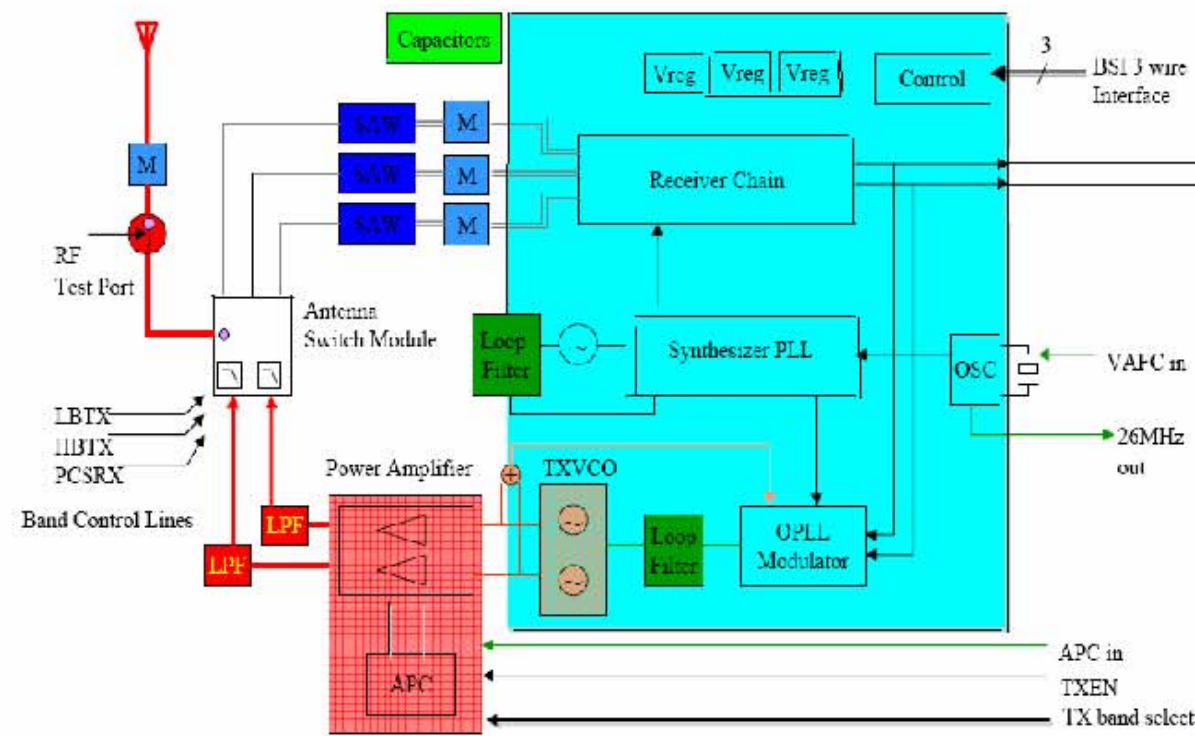 Capacitors
Vreg
Vreg
Vreg
Control
3
BSI 3 wire
Interface
SAW
M
SAW
M
SAW
M
M
Receiver Chain
RF
Test Port
Antenna
Switch Module
Loop
Filter
Synthesizer PLL
OSC
VAFC in
26MHz
out
LBTX
HBTX
PCSRX
Band Control Lines
Power Amplifier
TXVCO
LPF
LPF
Loop
Filter
OPLL
Modulator
APC
APC in
TXEN
TX band select